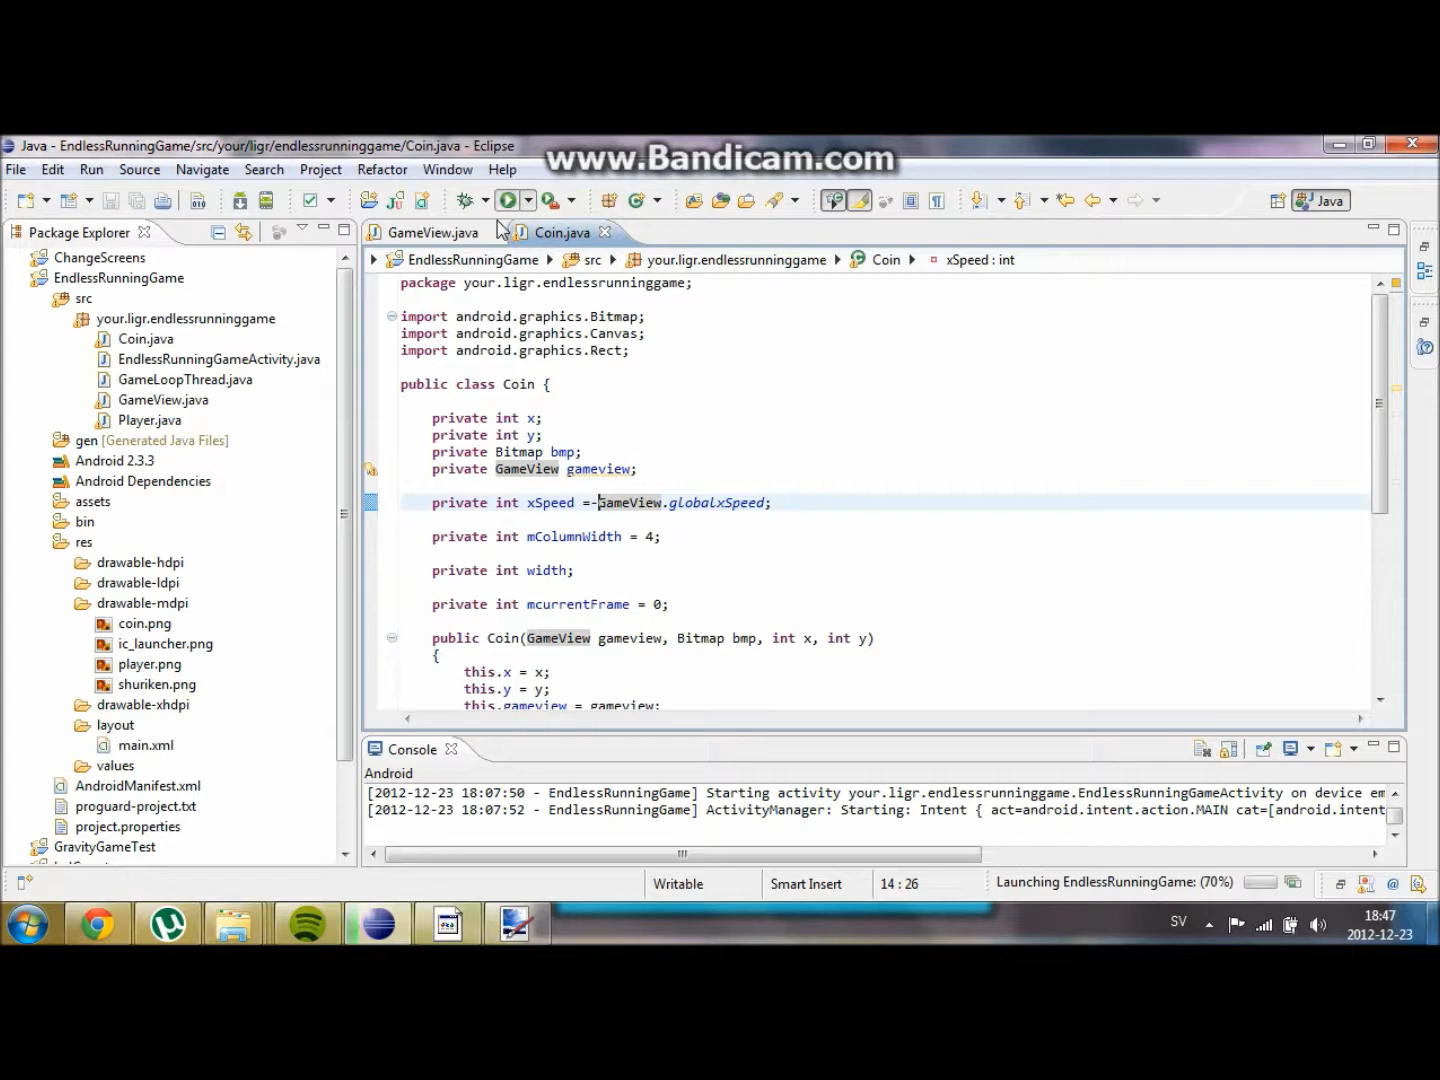 Java - EndlessRunningGame/src/your/ligr/endlessrunninggame/Coin.java - Eclipse
www.Bandicam.com
File Edit Run Source Navigate Search Project Refactor Window Help
Java
Package Explorer
GameView.java
Coin.java
EndlessRunningGame src your.ligr.endlessrunninggame Coin xSpeed : int
ChangeScreens
EndlessRunningGame
src
your.ligr.endlessrunninggame
Coin.java
EndlessRunningGameActivity.java
GameLoopThread.java
GameView.java
Player.java
gen [Generated Java Files]
Android 2.3.3
Android Dependencies
assets
bin
res
drawable-hdpi
drawable-ldpi
drawable-mdpi
coin.png
ic_launcher.png
player.png
shuriken.png
drawable-xhdpi
layout
main.xml
values
AndroidManifest.xml
proguard-project.txt
project.properties
GravityGameTest
package your.ligr.endlessrunninggame;
import android.graphics.Bitmap;
import android.graphics.Canvas;
import android.graphics.Rect;
public class Coin {
private int x;
private int y;
private Bitmap bmp;
private GameView gameview;
private int xSpeed =-GameView.globalxSpeed;
private int mColumnWidth = 4;
private int width;
private int mcurrentFrame = 0;
public Coin(GameView gameview, Bitmap bmp, int x, int y)
{
this.x = x;
this.y = y;
this.gameview = gameview;
Console
Android
[2012-12-23 18:07:50 - EndlessRunningGame] Starting activity your.ligr.endlessrunninggame.EndlessRunningGameActivity on device em
[2012-12-23 18:07:52 - EndlessRunningGame] ActivityManager: Starting: Intent { act=android.intent.action.MAIN cat=[android.intent
Writable
Smart Insert
14 : 26
Launching EndlessRunningGame: (70%)
SV
18:47
2012-12-23